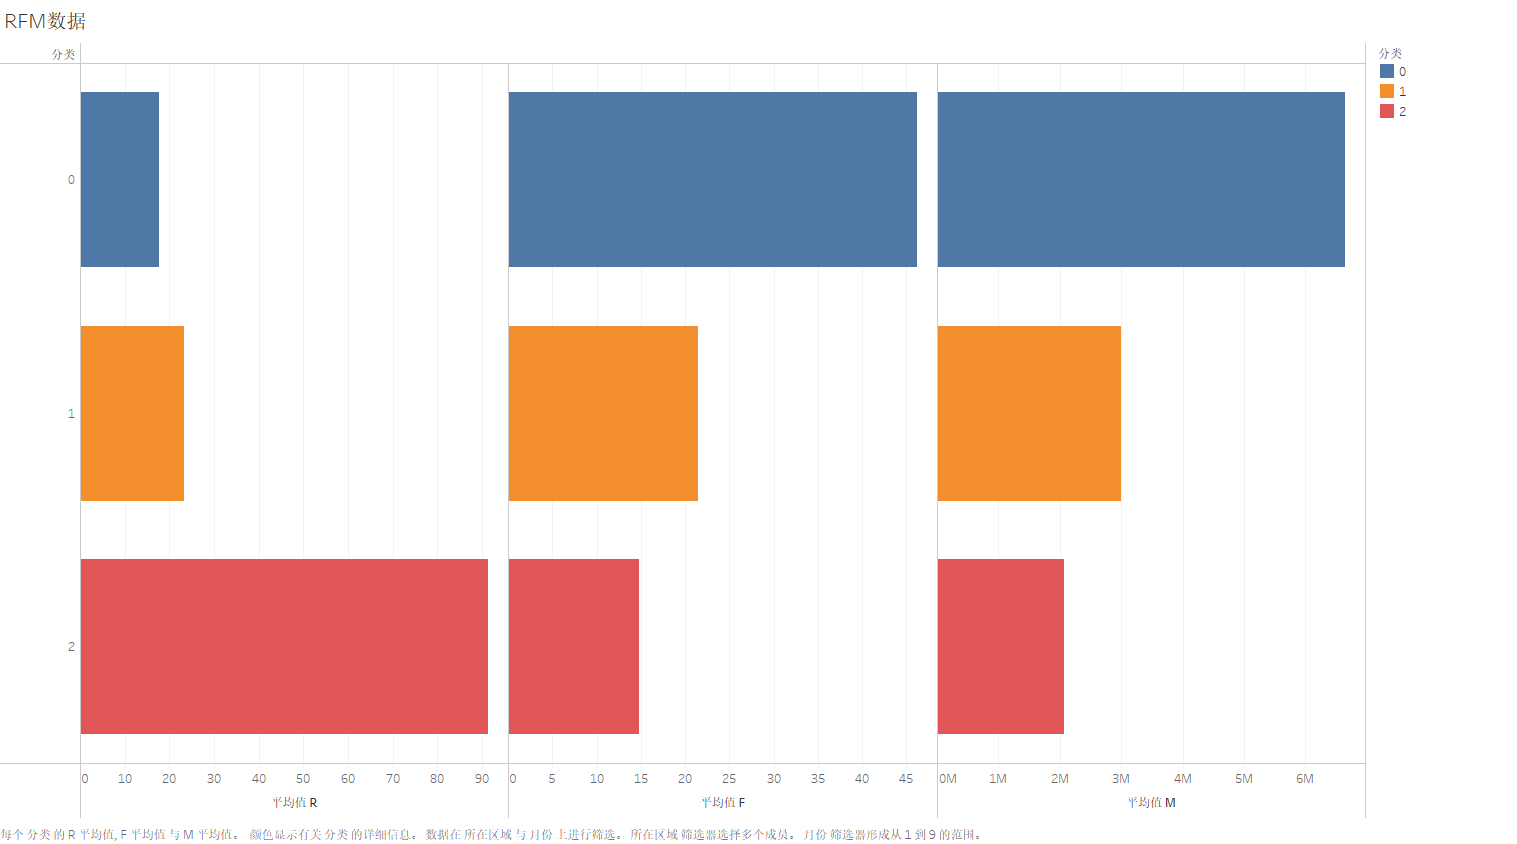 RFM数据
分类
分类
0
1
2
0
1
2
0 10 20 30 40 50 60 70 80 90 0 5 10 15 20 25 30 35 40 45 0M 1M 2M 3M 4M 5M 6M
平均值 R 平均值 F 平均值 M
每个 分类 的 R 平均值, F 平均值 与 M 平均值。 颜色显示有关 分类 的详细信息。 数据在 所在区域 与 月份 上进行筛选。 所在区域 筛选器选择多个成员。 月份 筛选器形成从 1 到 9 的范围。